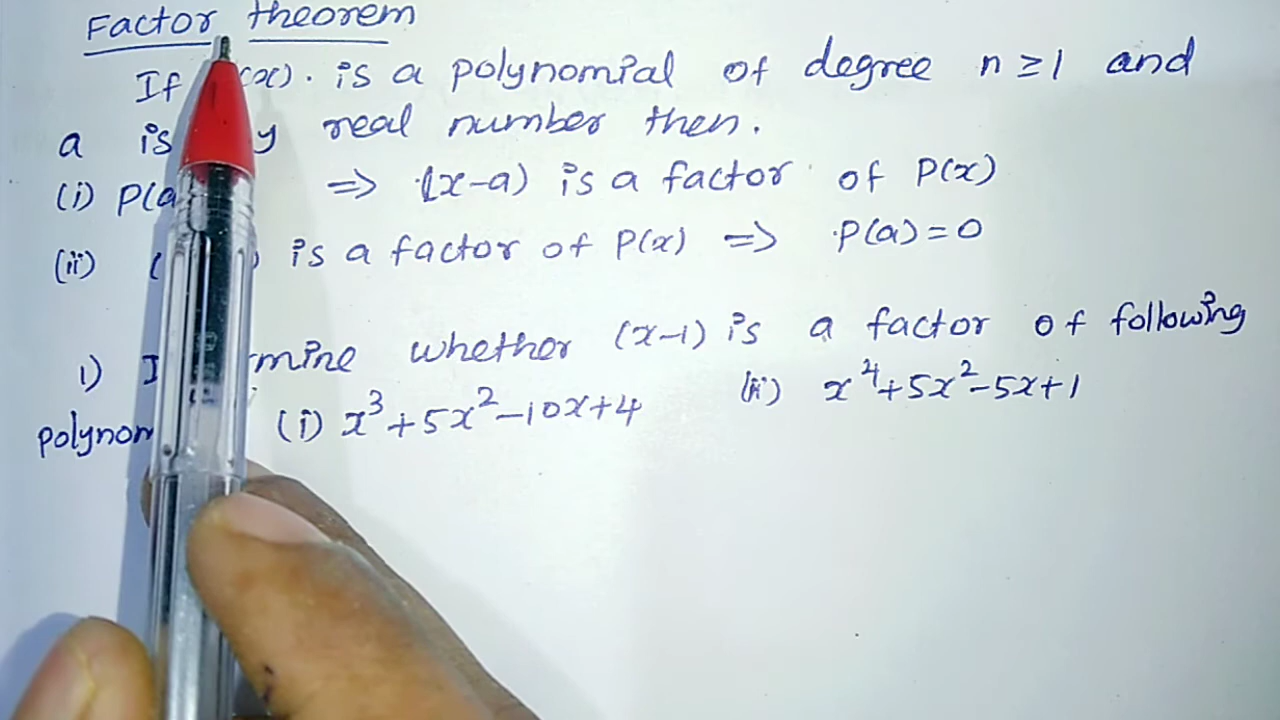 Factor theorem
If (x). is a polynomial of degree n ≥ 1 and
a is y real number then.
(i) P(a ⇒ (x-a) is a factor of P(x)
(ii) ( ) is a factor of P(x) ⇒ P(a) = 0
1) mine whether (x-1) is a factor of following
polynom (i) x³+5x²-10x+4 (ii) x⁴+5x²-5x+1